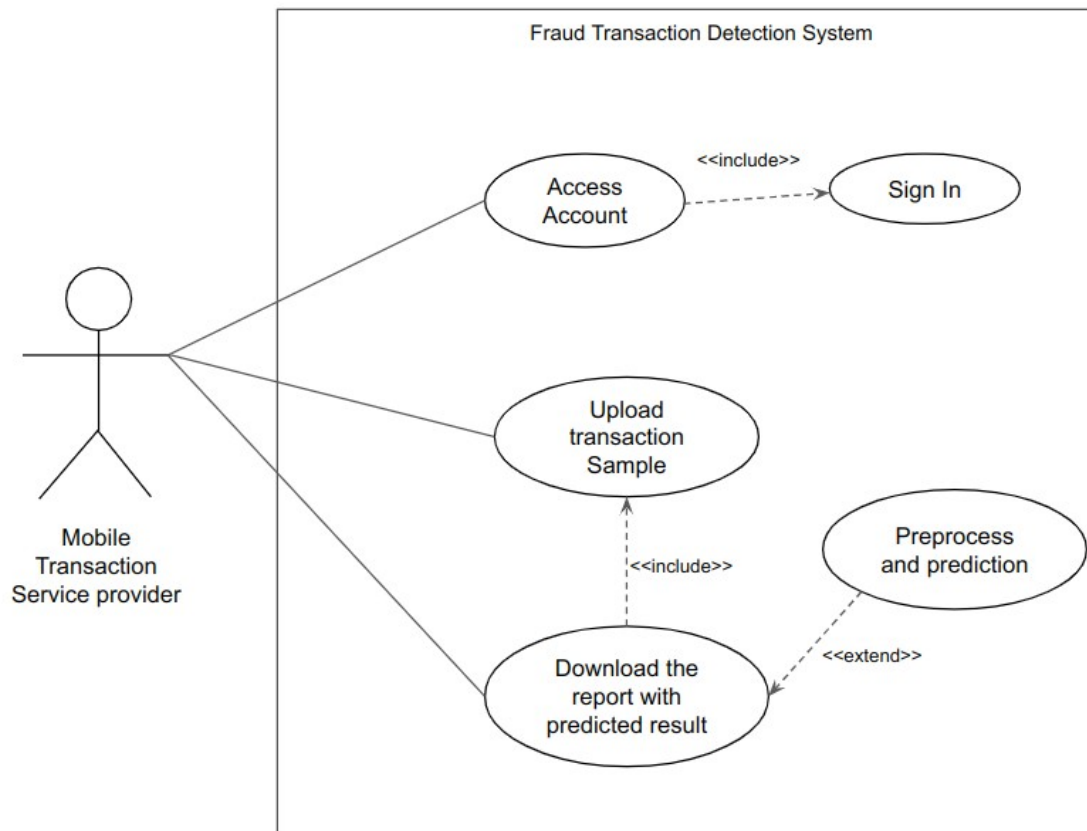 Fraud Transaction Detection System
<<include>>
Access
Account
Sign In
Upload
transaction
Sample
Preprocess
and prediction
Mobile
Transaction
Service provider
<<include>>
<<extend>>
Download the
report with
predicted result